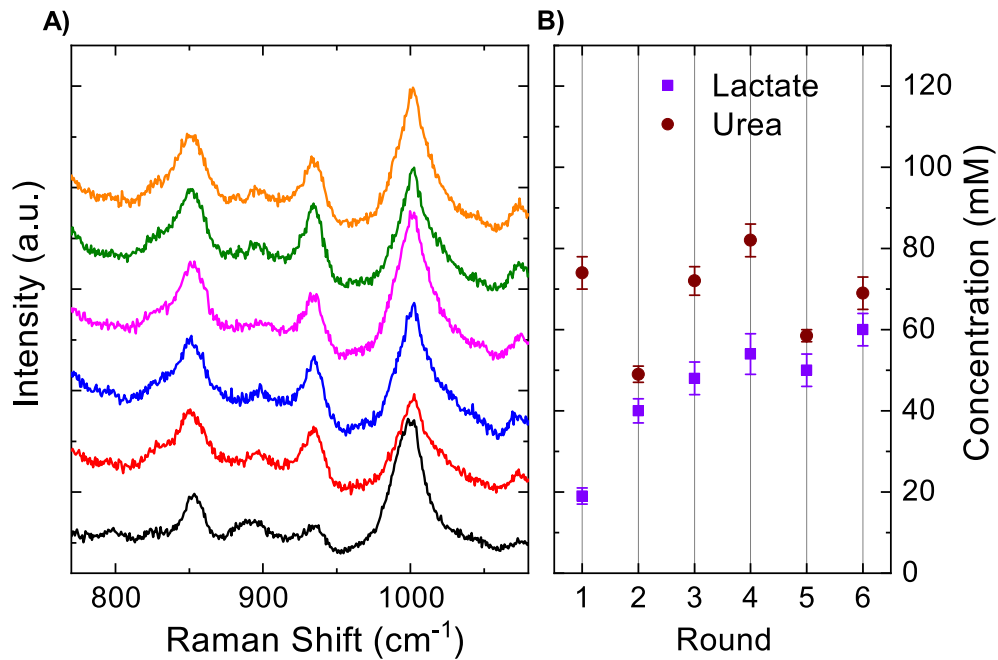 A)
Intensity (a.u.)
800 900 1000
Raman Shift (cm⁻¹)
B)
Lactate
Urea
120
100
80
60
40
20
0
Concentration (mM)
1 2 3 4 5 6
Round